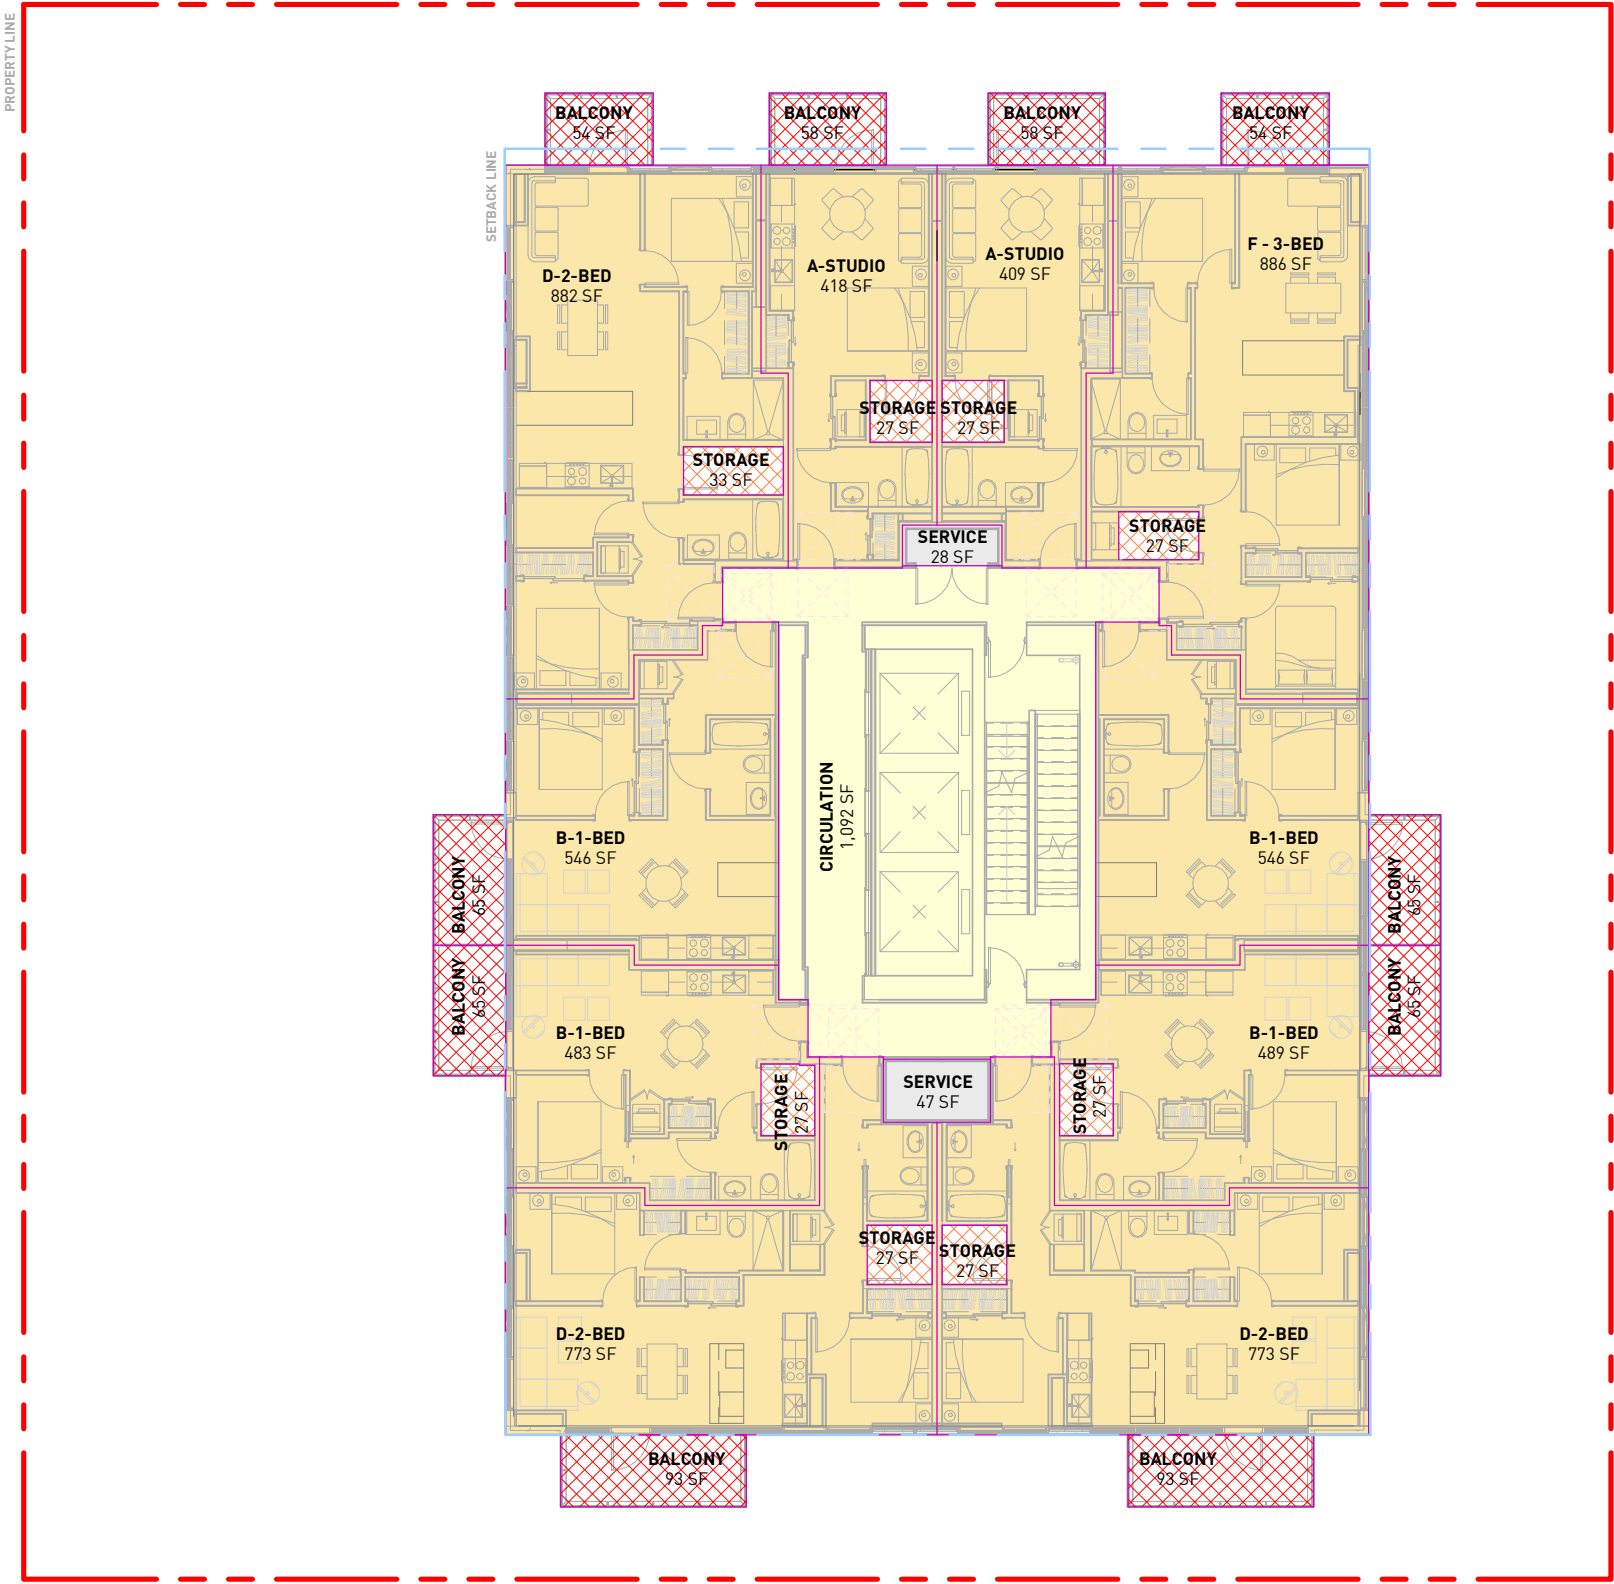 PROPERTY LINE
SETBACK LINE
BALCONY
54 SF
BALCONY
58 SF
BALCONY
58 SF
BALCONY
54 SF
D-2-BED
882 SF
A-STUDIO
418 SF
A-STUDIO
409 SF
F - 3-BED
886 SF
STORAGE
27 SF
STORAGE
27 SF
STORAGE
33 SF
STORAGE
27 SF
SERVICE
28 SF
CIRCULATION
1,092 SF
B-1-BED
546 SF
B-1-BED
546 SF
BALCONY
65 SF
BALCONY
65 SF
BALCONY
65 SF
BALCONY
65 SF
B-1-BED
483 SF
B-1-BED
489 SF
STORAGE
27 SF
SERVICE
47 SF
STORAGE
27 SF
STORAGE
27 SF
STORAGE
27 SF
D-2-BED
773 SF
D-2-BED
773 SF
BALCONY
93 SF
BALCONY
93 SF